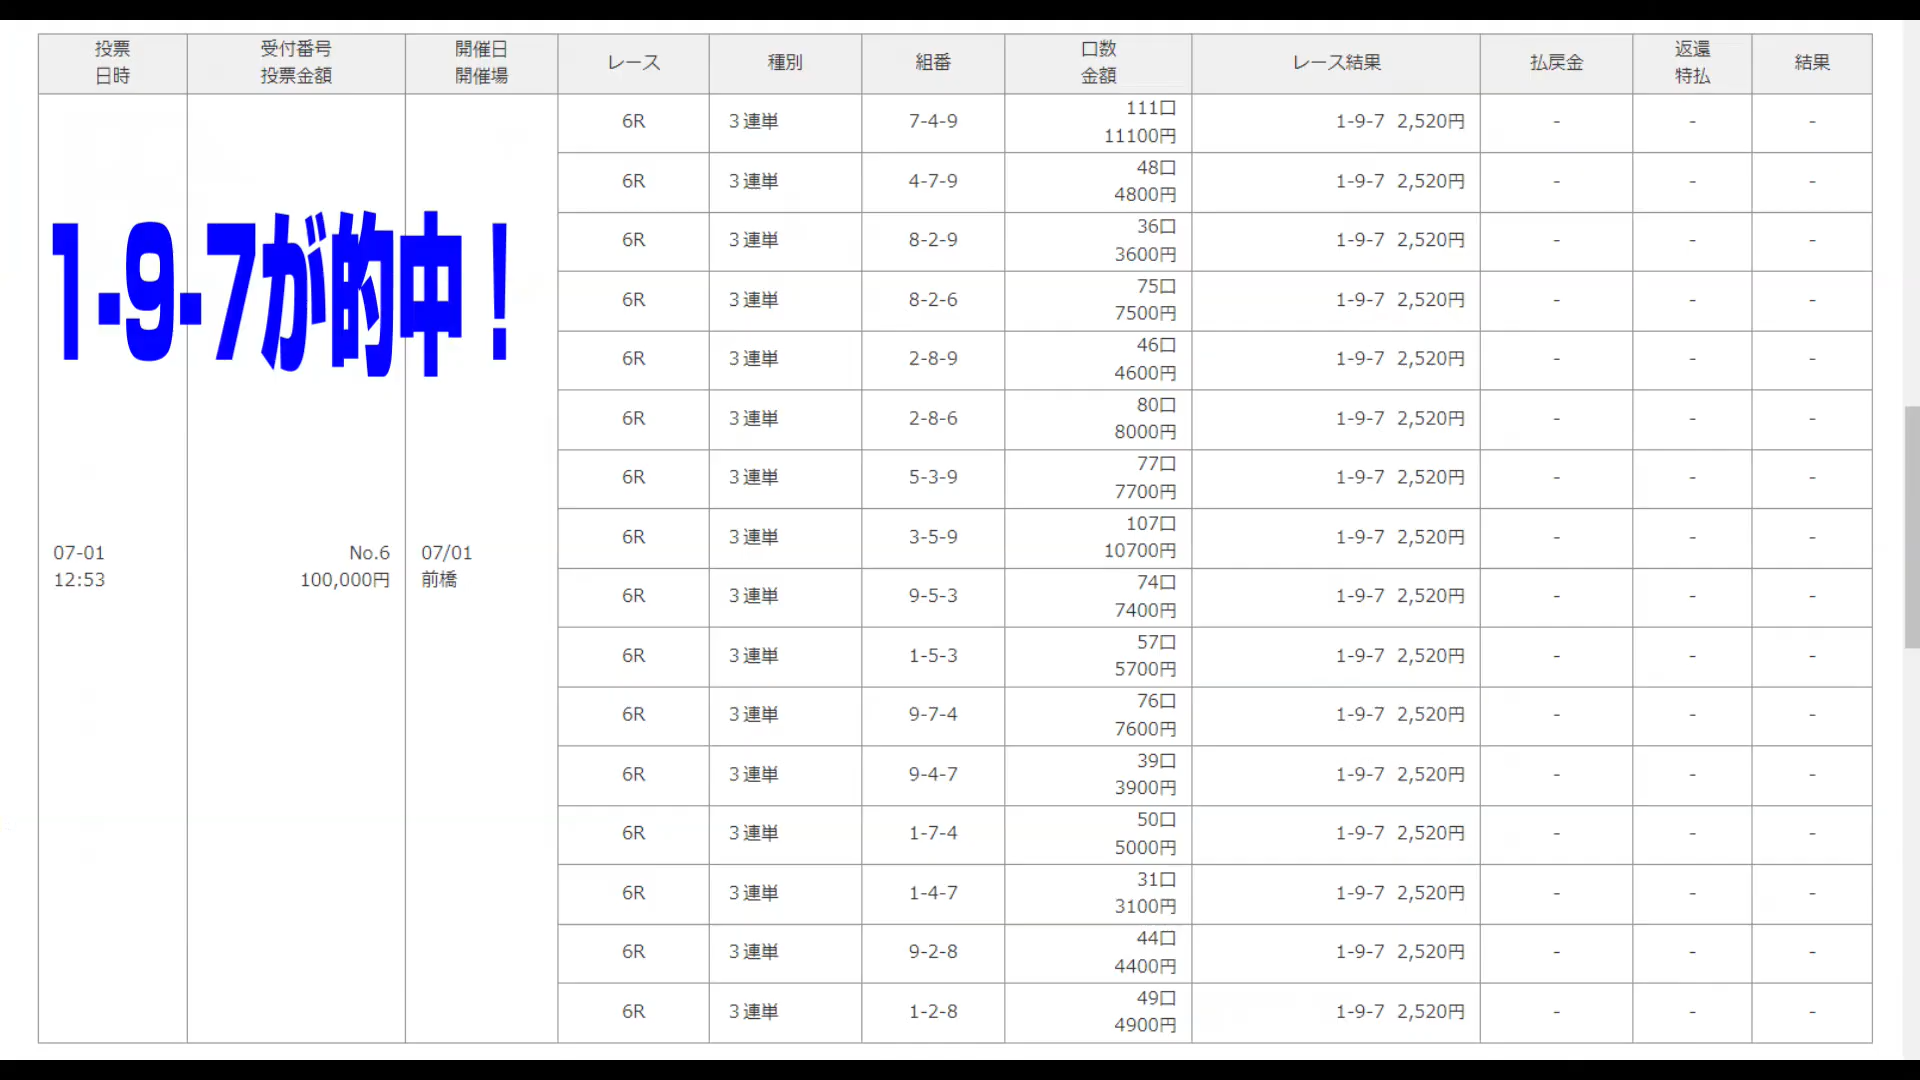 投票
日時
受付番号
投票金額
開催日
開催場
レース
種別
組番
口数
金額
レース結果
払戻金
返還
特払
結果
1-9-7が的中！
07-01
12:53
No.6
100,000円
07/01
前橋
6R 3連単 7-4-9 111口 11100円 1-9-7 2,520円 - - -
6R 3連単 4-7-9 48口 4800円 1-9-7 2,520円 - - -
6R 3連単 8-2-9 36口 3600円 1-9-7 2,520円 - - -
6R 3連単 8-2-6 75口 7500円 1-9-7 2,520円 - - -
6R 3連単 2-8-9 46口 4600円 1-9-7 2,520円 - - -
6R 3連単 2-8-6 80口 8000円 1-9-7 2,520円 - - -
6R 3連単 5-3-9 77口 7700円 1-9-7 2,520円 - - -
6R 3連単 3-5-9 107口 10700円 1-9-7 2,520円 - - -
6R 3連単 9-5-3 74口 7400円 1-9-7 2,520円 - - -
6R 3連単 1-5-3 57口 5700円 1-9-7 2,520円 - - -
6R 3連単 9-7-4 76口 7600円 1-9-7 2,520円 - - -
6R 3連単 9-4-7 39口 3900円 1-9-7 2,520円 - - -
6R 3連単 1-7-4 50口 5000円 1-9-7 2,520円 - - -
6R 3連単 1-4-7 31口 3100円 1-9-7 2,520円 - - -
6R 3連単 9-2-8 44口 4400円 1-9-7 2,520円 - - -
6R 3連単 1-2-8 49口 4900円 1-9-7 2,520円 - - -